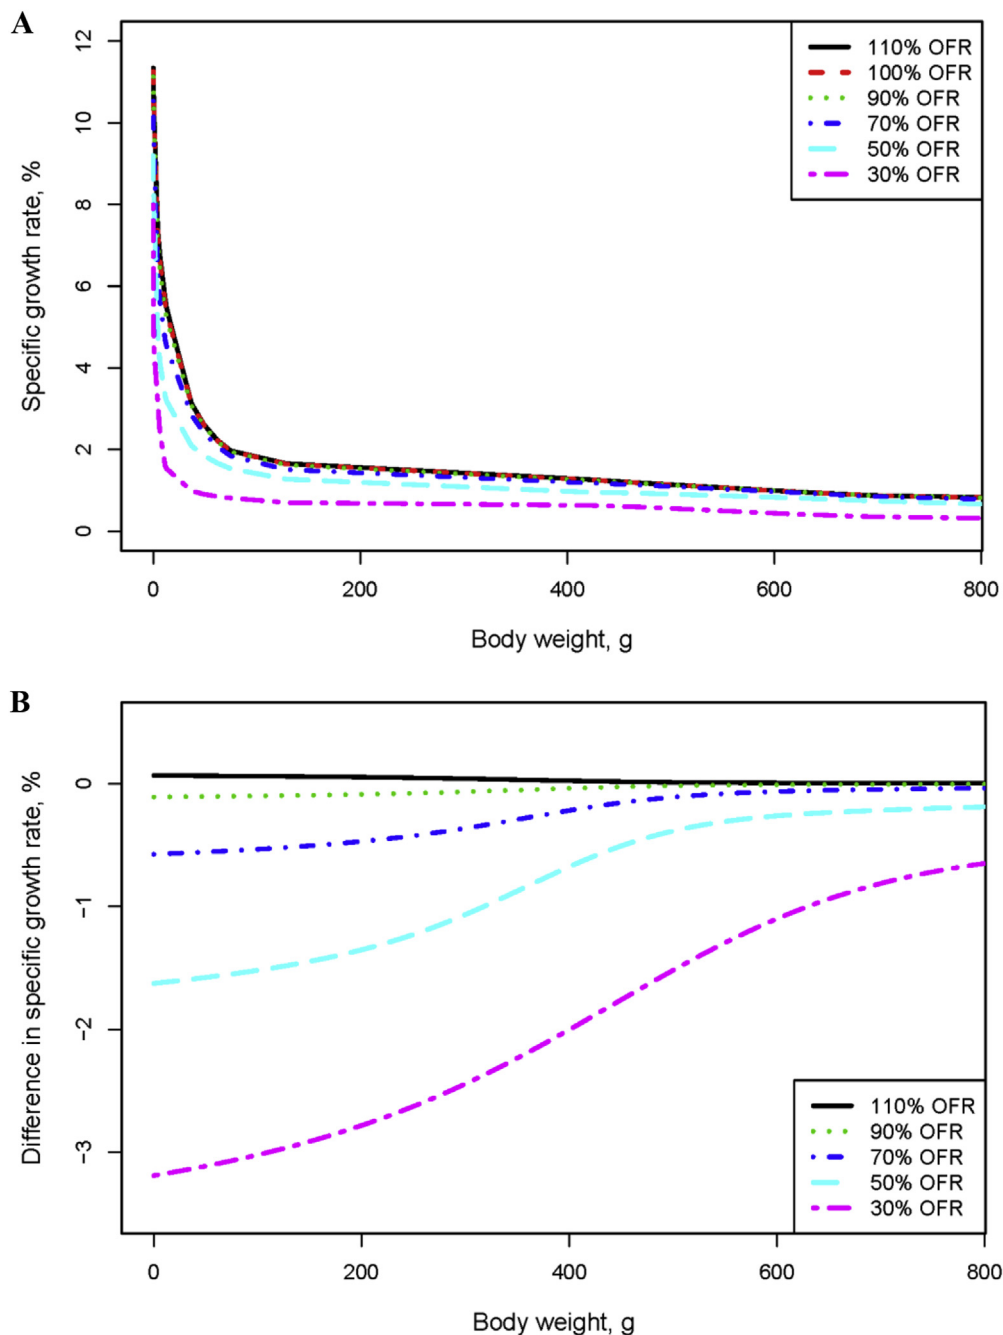 A
Specific growth rate, %
12
10
8
6
4
2
0
110% OFR
100% OFR
90% OFR
70% OFR
50% OFR
30% OFR
0 200 400 600 800
Body weight, g
B
Difference in specific growth rate, %
0
−1
−2
−3
110% OFR
90% OFR
70% OFR
50% OFR
30% OFR
0 200 400 600 800
Body weight, g